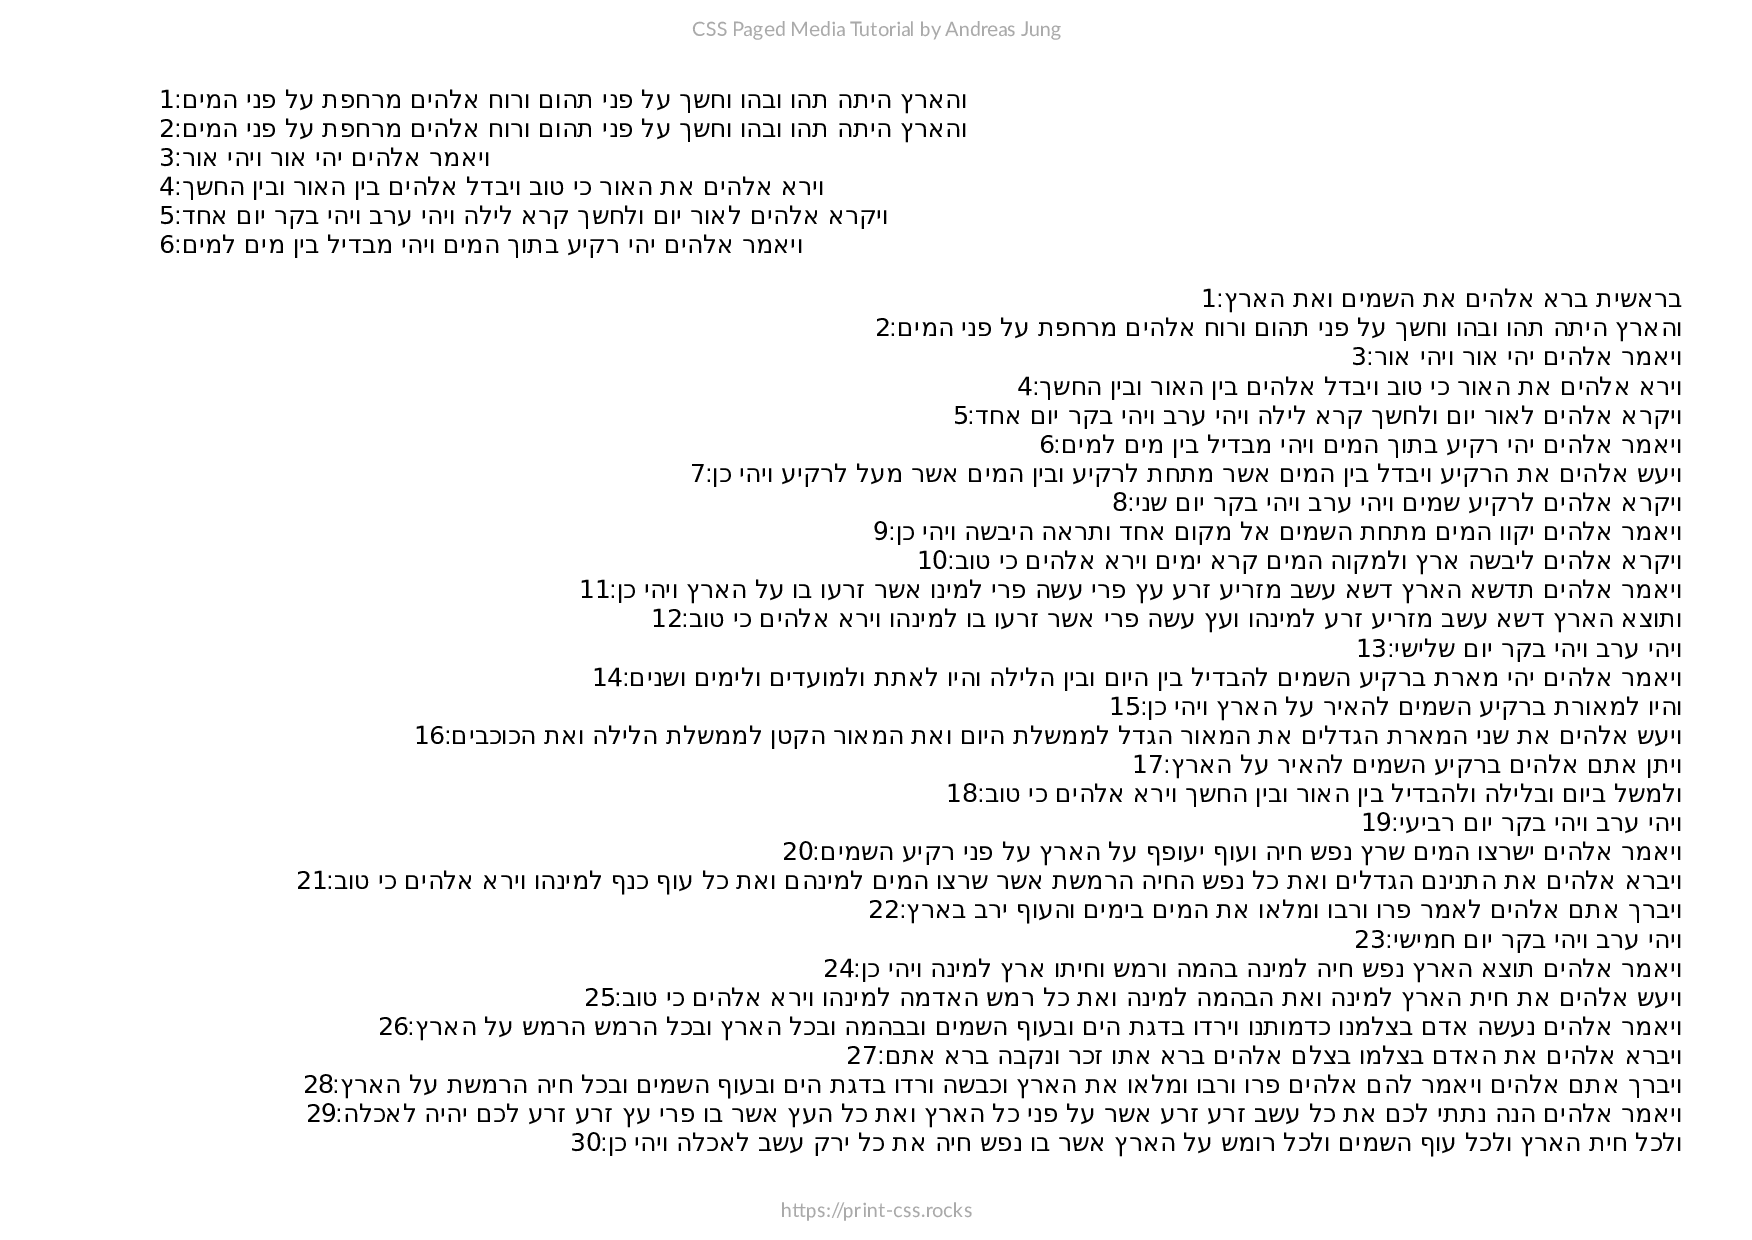 CSS Paged Media Tutorial by Andreas Jung
והארץ היתה תהו ובהו וחשך על פני תהום ורוח אלהים מרחפת על פני המים:1
והארץ היתה תהו ובהו וחשך על פני תהום ורוח אלהים מרחפת על פני המים:2
ויאמר אלהים יהי אור ויהי אור:3
וירא אלהים את האור כי טוב ויבדל אלהים בין האור ובין החשך:4
ויקרא אלהים לאור יום ולחשך קרא לילה ויהי ערב ויהי בקר יום אחד:5
ויאמר אלהים יהי רקיע בתוך המים ויהי מבדיל בין מים למים:6
בראשית ברא אלהים את השמים ואת הארץ:1
והארץ היתה תהו ובהו וחשך על פני תהום ורוח אלהים מרחפת על פני המים:2
ויאמר אלהים יהי אור ויהי אור:3
וירא אלהים את האור כי טוב ויבדל אלהים בין האור ובין החשך:4
ויקרא אלהים לאור יום ולחשך קרא לילה ויהי ערב ויהי בקר יום אחד:5
ויאמר אלהים יהי רקיע בתוך המים ויהי מבדיל בין מים למים:6
ויעש אלהים את הרקיע ויבדל בין המים אשר מתחת לרקיע ובין המים אשר מעל לרקיע ויהי כן:7
ויקרא אלהים לרקיע שמים ויהי ערב ויהי בקר יום שני:8
ויאמר אלהים יקוו המים מתחת השמים אל מקום אחד ותראה היבשה ויהי כן:9
ויקרא אלהים ליבשה ארץ ולמקוה המים קרא ימים וירא אלהים כי טוב:10
ויאמר אלהים תדשא הארץ דשא עשב מזריע זרע עץ פרי עשה פרי למינו אשר זרעו בו על הארץ ויהי כן:11
ותוצא הארץ דשא עשב מזריע זרע למינהו ועץ עשה פרי אשר זרעו בו למינהו וירא אלהים כי טוב:12
ויהי ערב ויהי בקר יום שלישי:13
ויאמר אלהים יהי מארת ברקיע השמים להבדיל בין היום ובין הלילה והיו לאתת ולמועדים ולימים ושנים:14
והיו למאורת ברקיע השמים להאיר על הארץ ויהי כן:15
ויעש אלהים את שני המארת הגדלים את המאור הגדל לממשלת היום ואת המאור הקטן לממשלת הלילה ואת הכוכבים:16
ויתן אתם אלהים ברקיע השמים להאיר על הארץ:17
ולמשל ביום ובלילה ולהבדיל בין האור ובין החשך וירא אלהים כי טוב:18
ויהי ערב ויהי בקר יום רביעי:19
ויאמר אלהים ישרצו המים שרץ נפש חיה ועוף יעופף על הארץ על פני רקיע השמים:20
ויברא אלהים את התנינם הגדלים ואת כל נפש החיה הרמשת אשר שרצו המים למינהם ואת כל עוף כנף למינהו וירא אלהים כי טוב:21
ויברך אתם אלהים לאמר פרו ורבו ומלאו את המים בימים והעוף ירב בארץ:22
ויהי ערב ויהי בקר יום חמישי:23
ויאמר אלהים תוצא הארץ נפש חיה למינה בהמה ורמש וחיתו ארץ למינה ויהי כן:24
ויעש אלהים את חית הארץ למינה ואת הבהמה למינה ואת כל רמש האדמה למינהו וירא אלהים כי טוב:25
ויאמר אלהים נעשה אדם בצלמנו כדמותנו וירדו בדגת הים ובעוף השמים ובבהמה ובכל הארץ ובכל הרמש הרמש על הארץ:26
ויברא אלהים את האדם בצלמו בצלם אלהים ברא אתו זכר ונקבה ברא אתם:27
ויברך אתם אלהים ויאמר להם אלהים פרו ורבו ומלאו את הארץ וכבשה ורדו בדגת הים ובעוף השמים ובכל חיה הרמשת על הארץ:28
ויאמר אלהים הנה נתתי לכם את כל עשב זרע זרע אשר על פני כל הארץ ואת כל העץ אשר בו פרי עץ זרע זרע לכם יהיה לאכלה:29
ולכל חית הארץ ולכל עוף השמים ולכל רומש על הארץ אשר בו נפש חיה את כל ירק עשב לאכלה ויהי כן:30
https://print-css.rocks